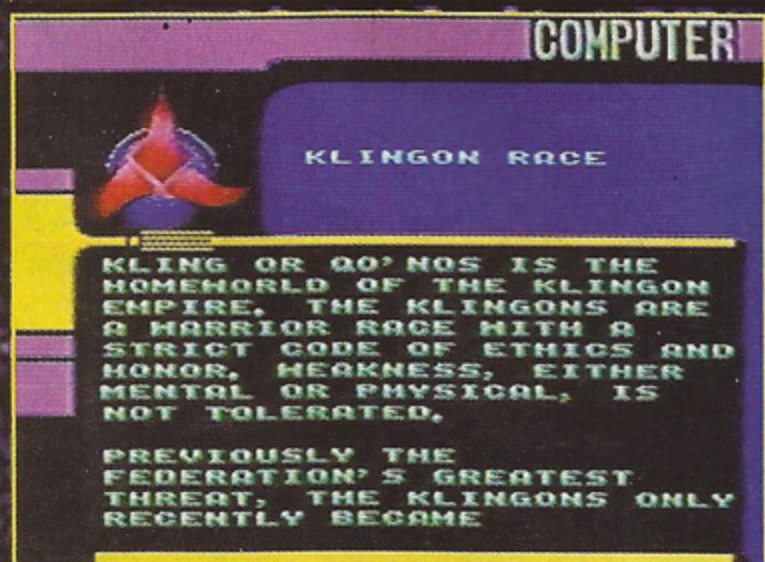 COMPUTER
KLINGON RACE
KLING OR QO'NOS IS THE
HOMEWORLD OF THE KLINGON
EMPIRE. THE KLINGONS ARE
A WARRIOR RACE WITH A
STRICT CODE OF ETHICS AND
HONOR. WEAKNESS, EITHER
MENTAL OR PHYSICAL, IS
NOT TOLERATED.
PREVIOUSLY THE
FEDERATION'S GREATEST
THREAT, THE KLINGONS ONLY
RECENTLY BECAME